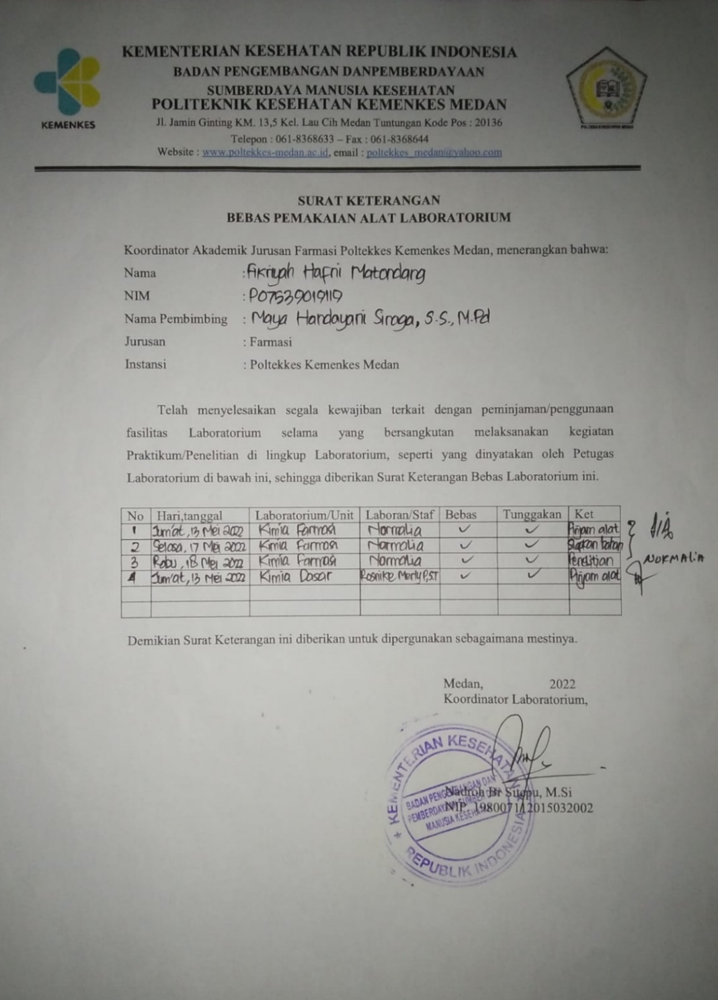 KEMENTERIAN KESEHATAN REPUBLIK INDONESIA
BADAN PENGEMBANGAN DANPEMBERDAYAAN
SUMBERDAYA MANUSIA KESEHATAN
POLITEKNIK KESEHATAN KEMENKES MEDAN
Jl. Jamin Ginting KM. 13,5 Kel. Lau Cih Medan Tuntungan Kode Pos : 20136
Telepon : 061-8368633 – Fax : 061-8368644
Website : www.poltekkes-medan.ac.id, email : poltekkes_medan@yahoo.com
KEMENKES
SURAT KETERANGAN
BEBAS PEMAKAIAN ALAT LABORATORIUM
Koordinator Akademik Jurusan Farmasi Poltekkes Kemenkes Medan, menerangkan bahwa:
Nama : Fikriyah Hafni Matondang
NIM : P07539019119
Nama Pembimbing : Maya Handayani Sinaga, S.S., M.Pd
Jurusan : Farmasi
Instansi : Poltekkes Kemenkes Medan
Telah menyelesaikan segala kewajiban terkait dengan peminjaman/penggunaan
fasilitas Laboratorium selama yang bersangkutan melaksanakan kegiatan
Praktikum/Penelitian di lingkup Laboratorium, seperti yang dinyatakan oleh Petugas
Laboratorium di bawah ini, sehingga diberikan Surat Keterangan Bebas Laboratorium ini.
No Hari,tanggal Laboratorium/Unit Laboran/Staf Bebas Tunggakan Ket
1 Jum'at, 13 Mei 2022 Kimia Farmasi Normalia ✓ ✓ Pinjam alat
2 Selasa, 17 Mei 2022 Kimia Farmasi Normalia ✓ ✓ Siapkan bahan
3 Rabu, 18 Mei 2022 Kimia Farmasi Normalia ✓ ✓ Penelitian
NORMALIA
4 Jum'at, 13 Mei 2022 Kimia Dasar Rosnike Merly P, S.T ✓ ✓ Pinjam alat
Demikian Surat Keterangan ini diberikan untuk dipergunakan sebagaimana mestinya.
Medan, 2022
Koordinator Laboratorium,
KEMENTERIAN KESEHATAN
BADAN PENGEMBANGAN DAN
PEMBERDAYAAN SUMBER DAYA
MANUSIA KESEHATAN
REPUBLIK INDONESIA
Nadroh Br Sitepu, M.Si
NIP. 198007112015032002